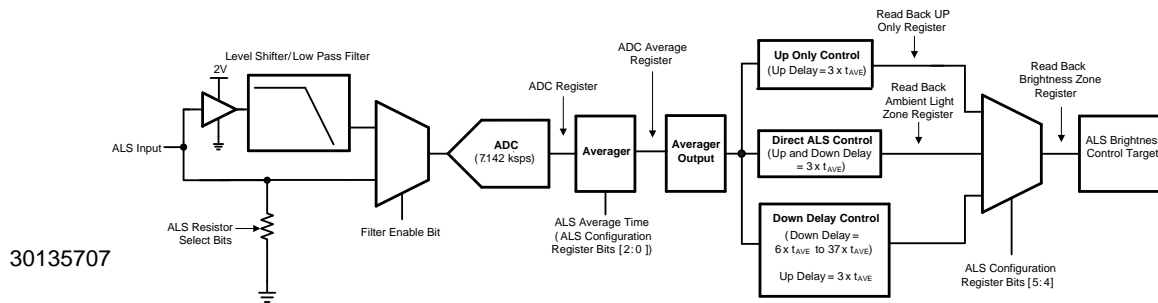 Level Shifter/Low Pass Filter
2V
ALS Input
ALS Resistor
Select Bits
Filter Enable Bit
ADC
(7.142 ksps)
ADC Register
Averager
ALS Average Time
(ALS Configuration
Register Bits [2:0])
ADC Average
Register
Averager
Output
Up Only Control
(Up Delay = 3 x tAVE)
Read Back UP
Only Register
Direct ALS Control
(Up and Down Delay
= 3 x tAVE)
Read Back
Ambient Light
Zone Register
Down Delay Control
(Down Delay =
6 x tAVE to 37 x tAVE)
Up Delay = 3 x tAVE
ALS Configuration
Register Bits [5:4]
Read Back
Brightness Zone
Register
ALS Brightness
Control Target
30135707